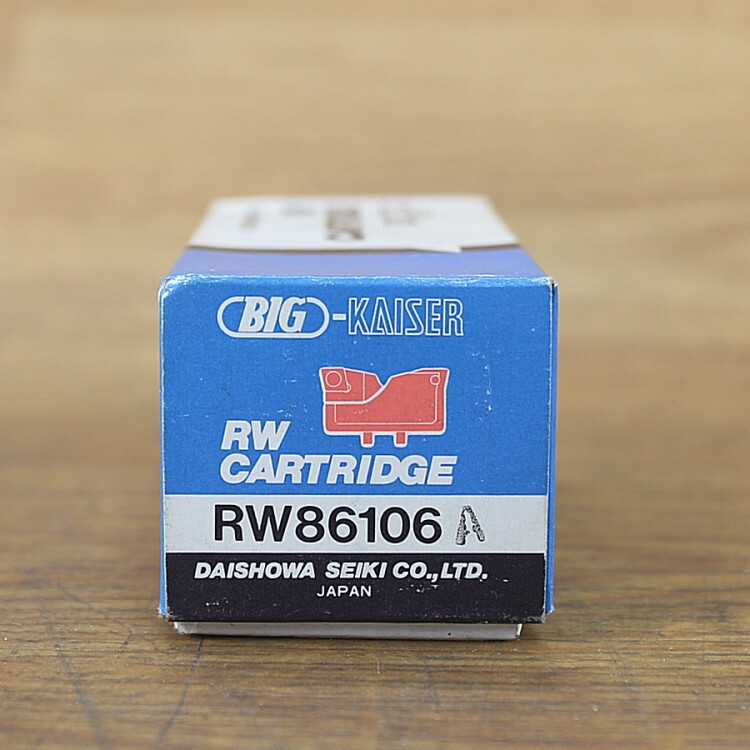 BIG-KAISER
RW
CARTRIDGE
RW86106 A
DAISHOWA SEIKI CO.,LTD.
JAPAN